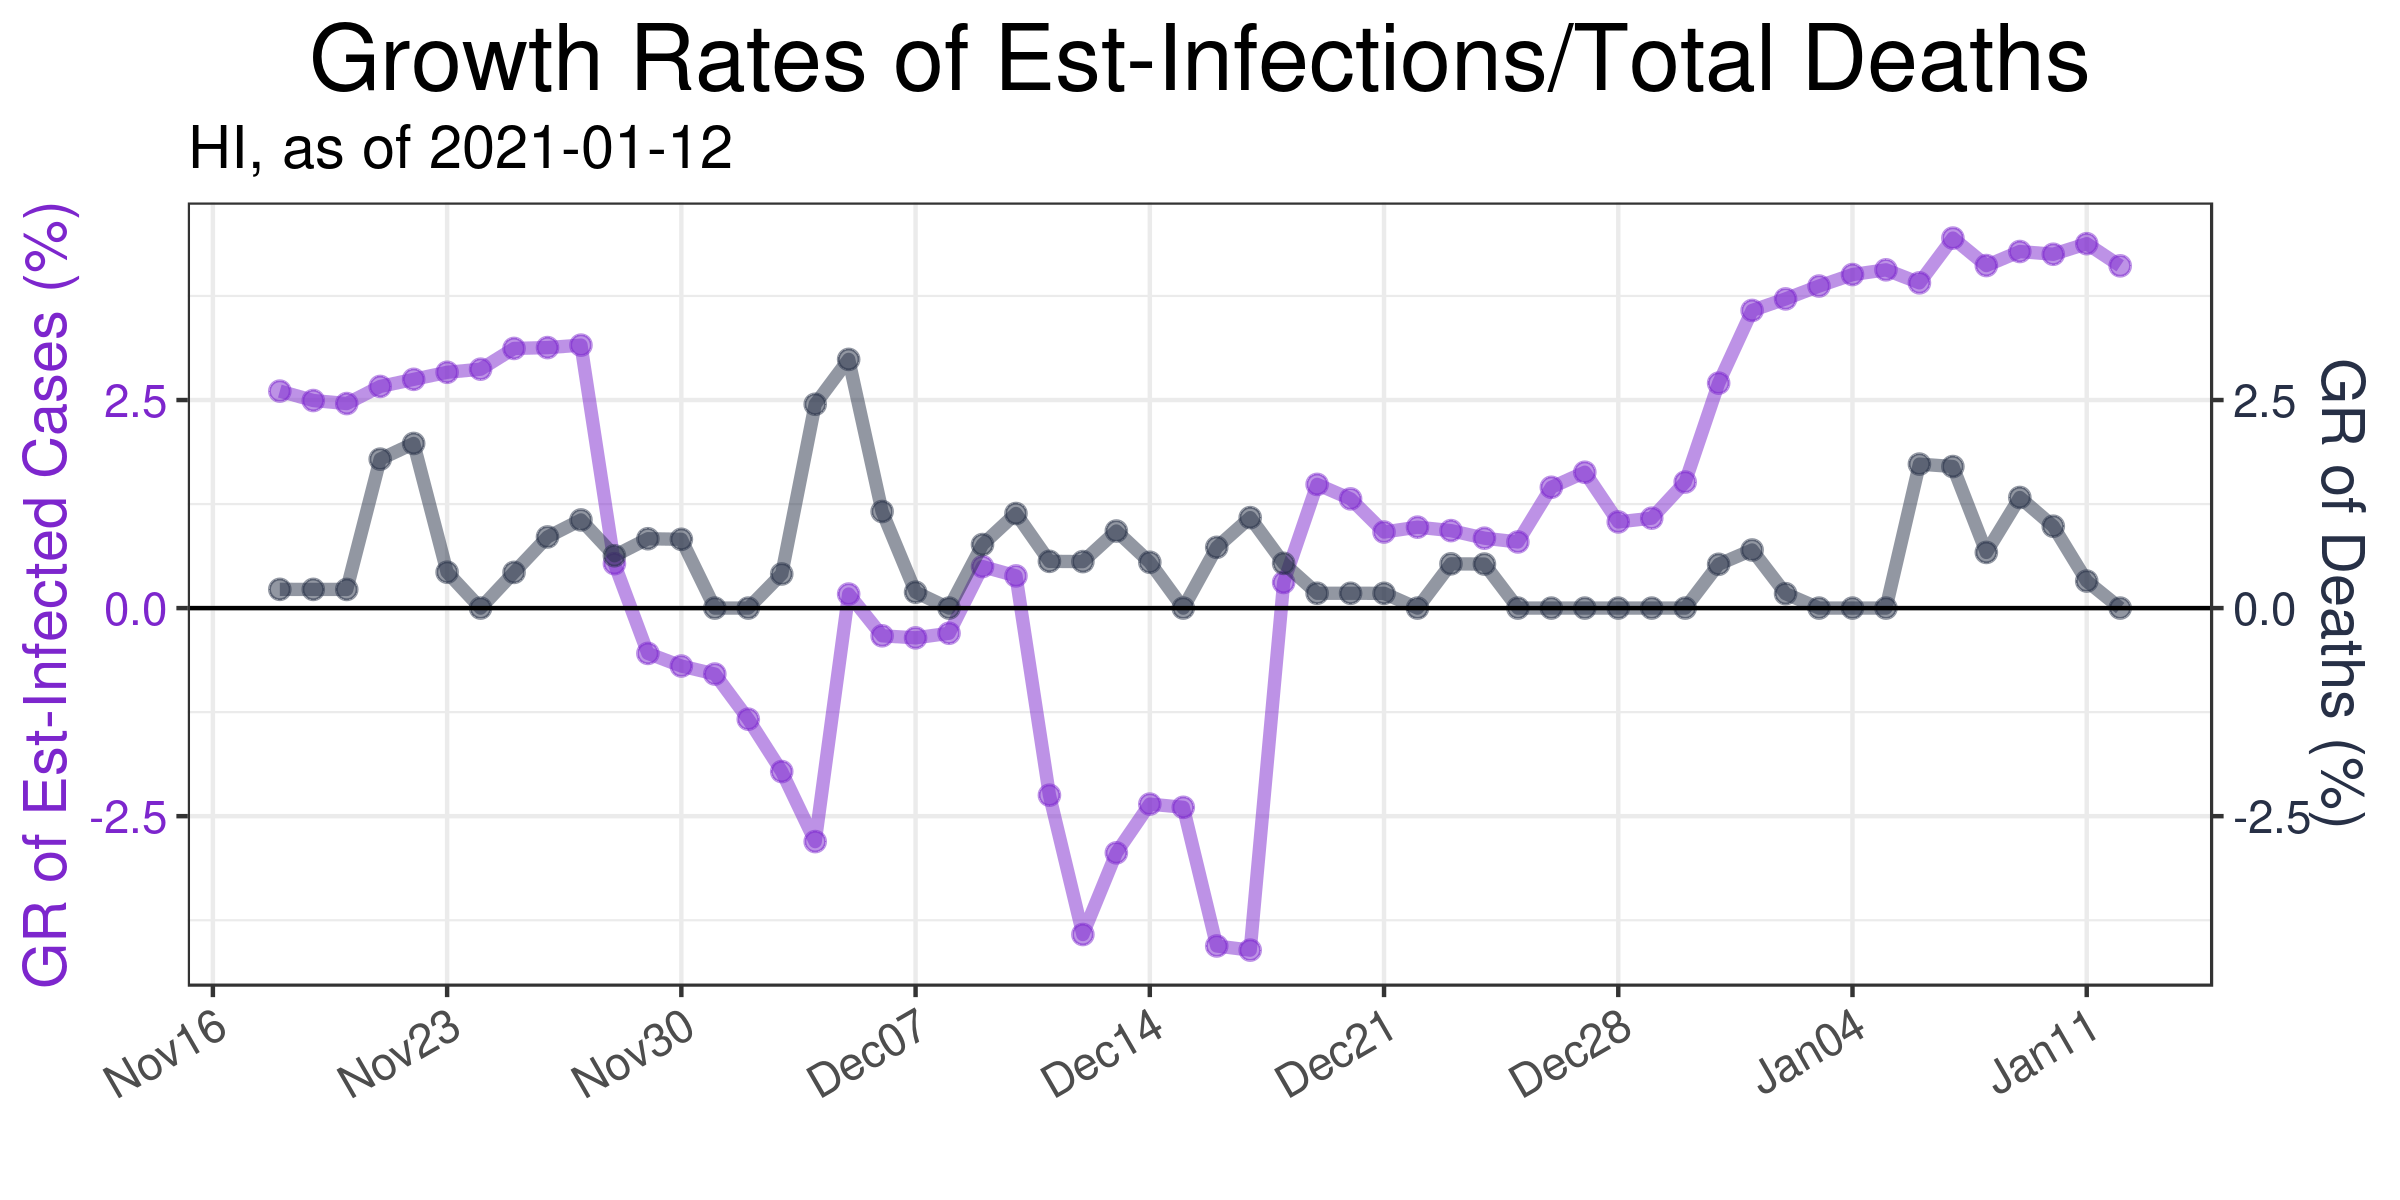 Growth Rates of Est-Infections/Total Deaths
HI, as of 2021-01-12
GR of Est-Infected Cases (%)
2.5
0.0
-2.5
2.5
0.0
-2.5
GR of Deaths (%)
Nov16
Nov23
Nov30
Dec07
Dec14
Dec21
Dec28
Jan04
Jan11